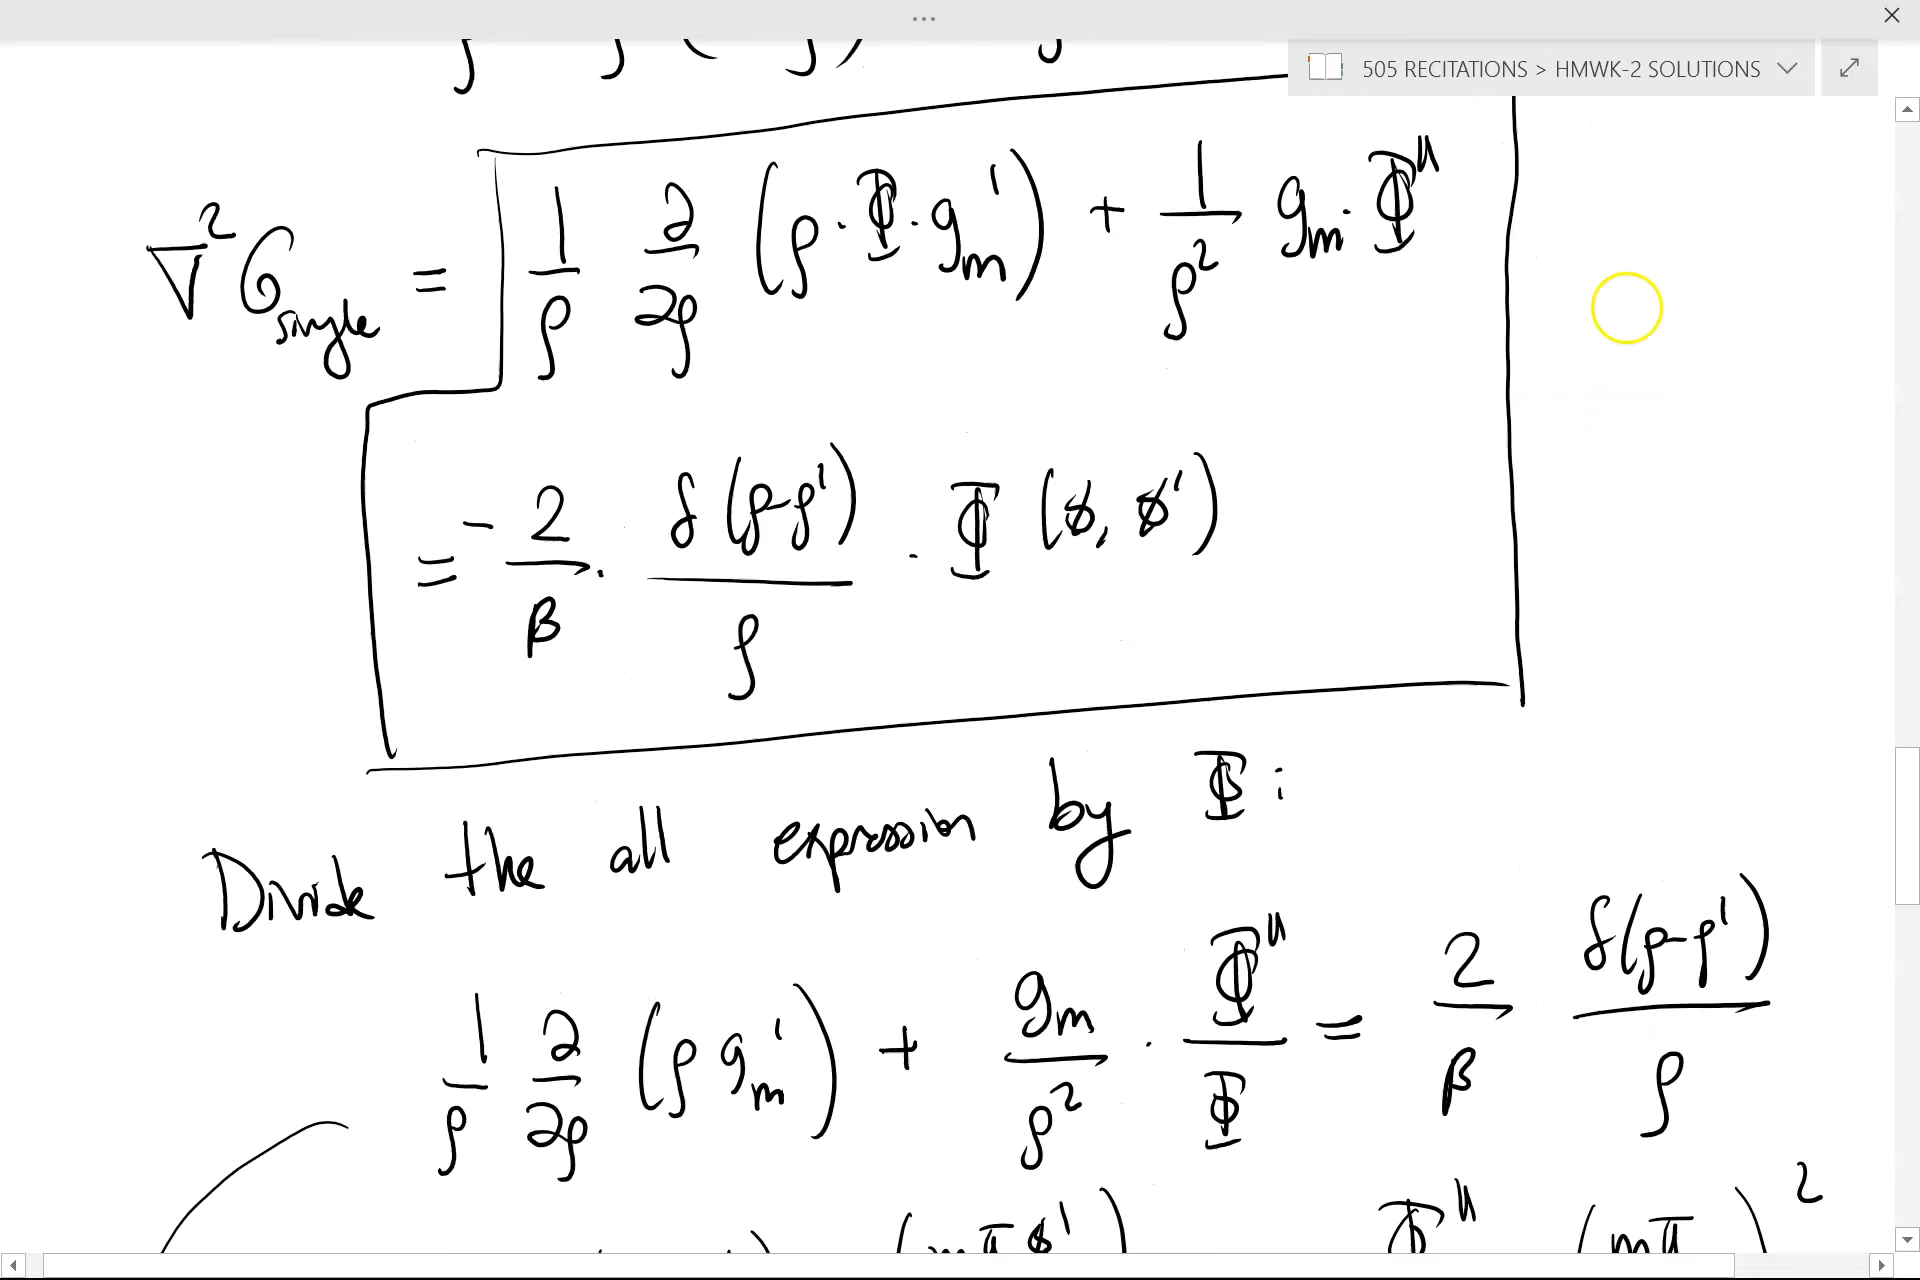 505 RECITATIONS > HMWK-2 SOLUTIONS
∇²G_single = 1/ρ ∂/∂ρ (ρ · Φ · g_m') + 1/ρ² g_m · Φ''
= - 2/β · δ(ρ-ρ')/ρ · Φ (φ, φ')
Divide the all expression by Φ :
1/ρ ∂/∂ρ (ρ g_m') + g_m/ρ² · Φ''/Φ = 2/β δ(ρ-ρ')/ρ